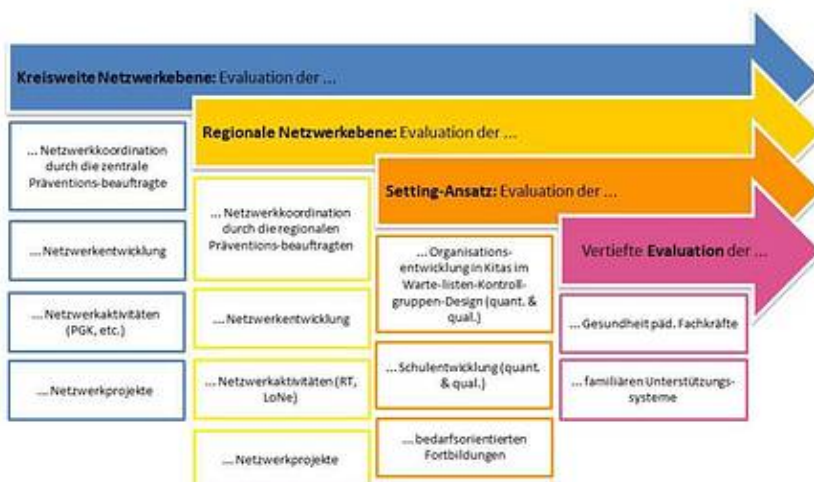 Kreisweite Netzwerkebene: Evaluation der ...
... Netzwerkkoordination
durch die zentrale
Präventions-beauftragte
... Netzwerkentwicklung
... Netzwerkaktivitäten
(PGK, etc.)
... Netzwerkprojekte
Regionale Netzwerkebene: Evaluation der ...
... Netzwerkkoordination
durch die regionalen
Präventions-beauftragten
... Netzwerkentwicklung
... Netzwerkaktivitäten (RT,
LoNe)
... Netzwerkprojekte
Setting-Ansatz: Evaluation der ...
... Organisations-
entwicklung in Kitas im
Warte-listen-Kontroll-
gruppen-Design (quant. &
qual.)
... Schulentwicklung (quant.
& qual.)
... bedarfsorientierten
Fortbildungen
Vertiefte Evaluation der ...
... Gesundheit päd. Fachkräfte
... familiären Unterstützungs-
systeme